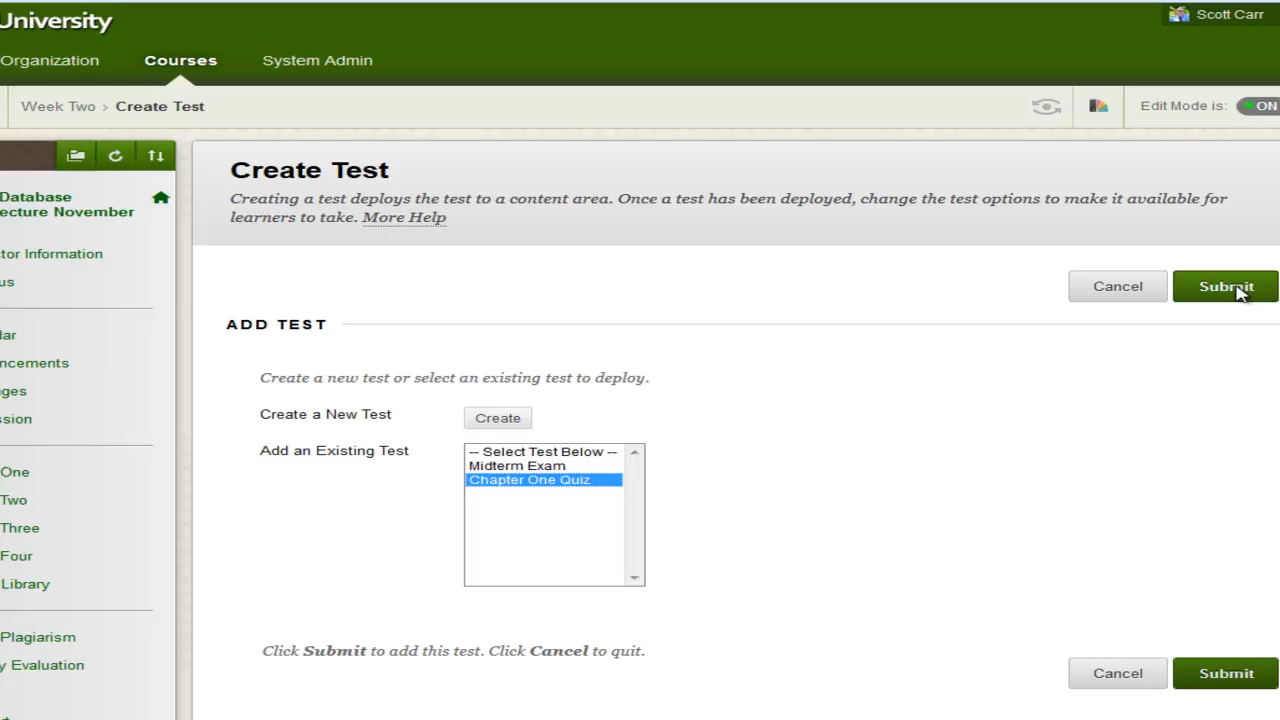 University
Scott Carr
Organization
Courses
System Admin
Week Two › Create Test
Edit Mode is:
ON
Database
ecture November
tor Information
us
dar
ncements
ges
sion
One
Two
Three
Four
Library
Plagiarism
y Evaluation
Create Test
Creating a test deploys the test to a content area. Once a test has been deployed, change the test options to make it available for
learners to take. More Help
Cancel
Submit
ADD TEST
Create a new test or select an existing test to deploy.
Create a New Test
Create
Add an Existing Test
-- Select Test Below --
Midterm Exam
Chapter One Quiz
Click Submit to add this test. Click Cancel to quit.
Cancel
Submit